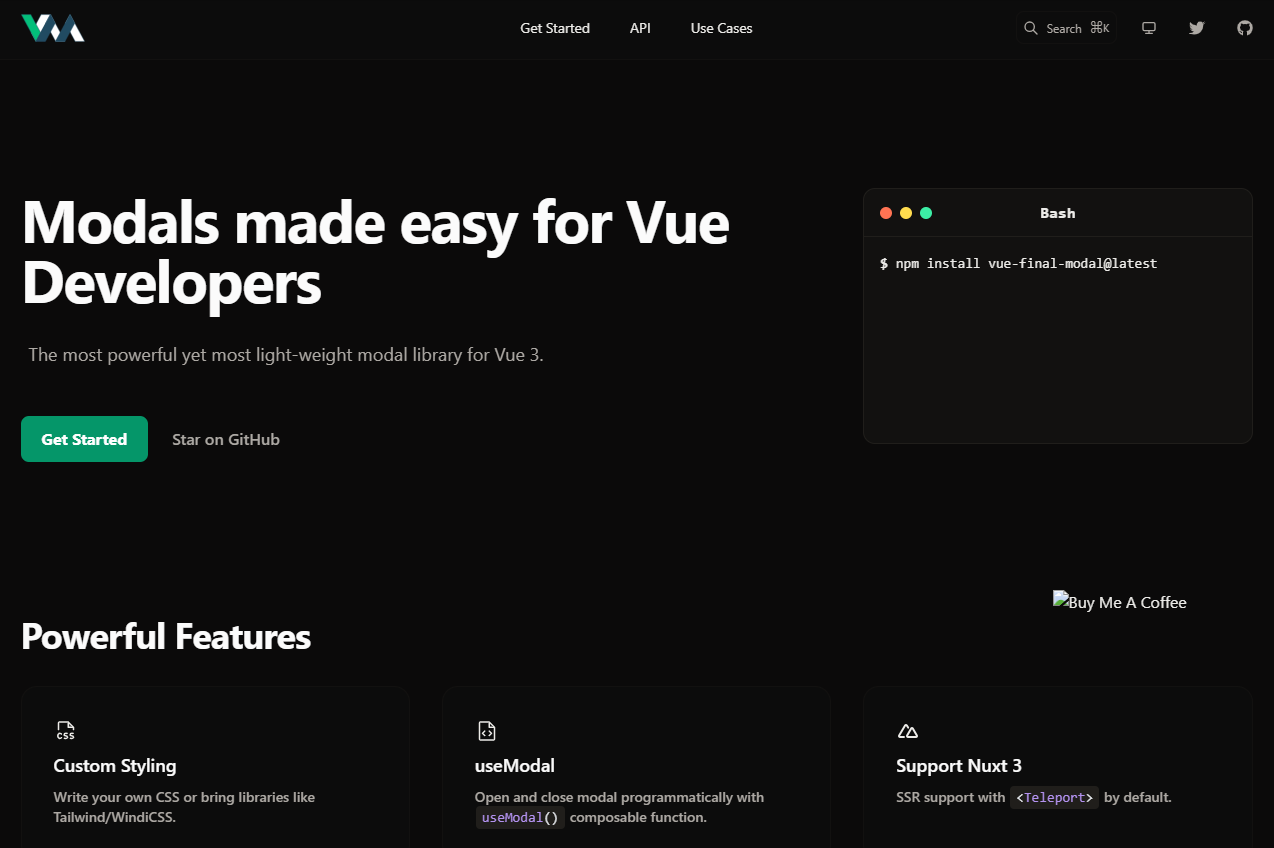 VM
Get Started
API
Use Cases
Search ⌘K
Modals made easy for Vue
Developers
The most powerful yet most light-weight modal library for Vue 3.
Get Started
Star on GitHub
Bash
$ npm install vue-final-modal@latest
Buy Me A Coffee
Powerful Features
CSS
Custom Styling
Write your own CSS or bring libraries like
Tailwind/WindiCSS.
useModal
Open and close modal programmatically with
useModal() composable function.
Support Nuxt 3
SSR support with <Teleport> by default.